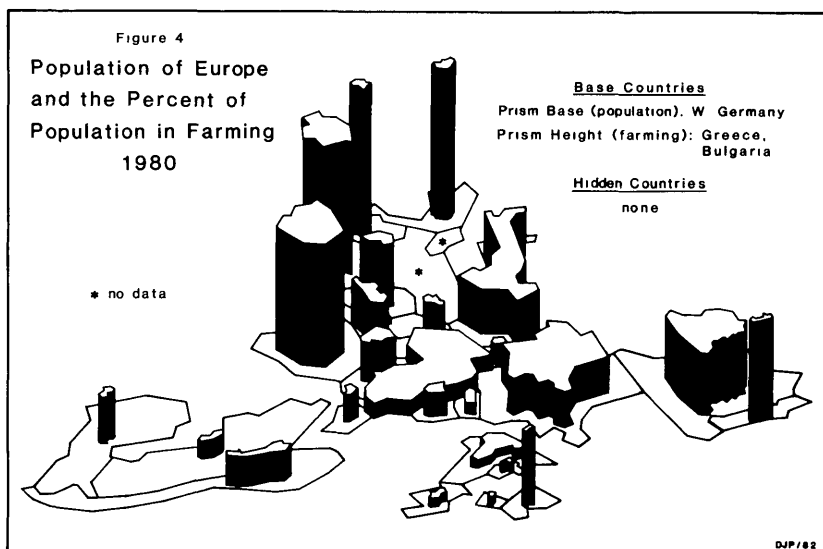 Figure 4
Population of Europe
and the Percent of
Population in Farming
1980
Base Countries
Prism Base (population). W Germany
Prism Height (farming): Greece,
Bulgaria
Hidden Countries
none
* no data
*
*
DJP/82